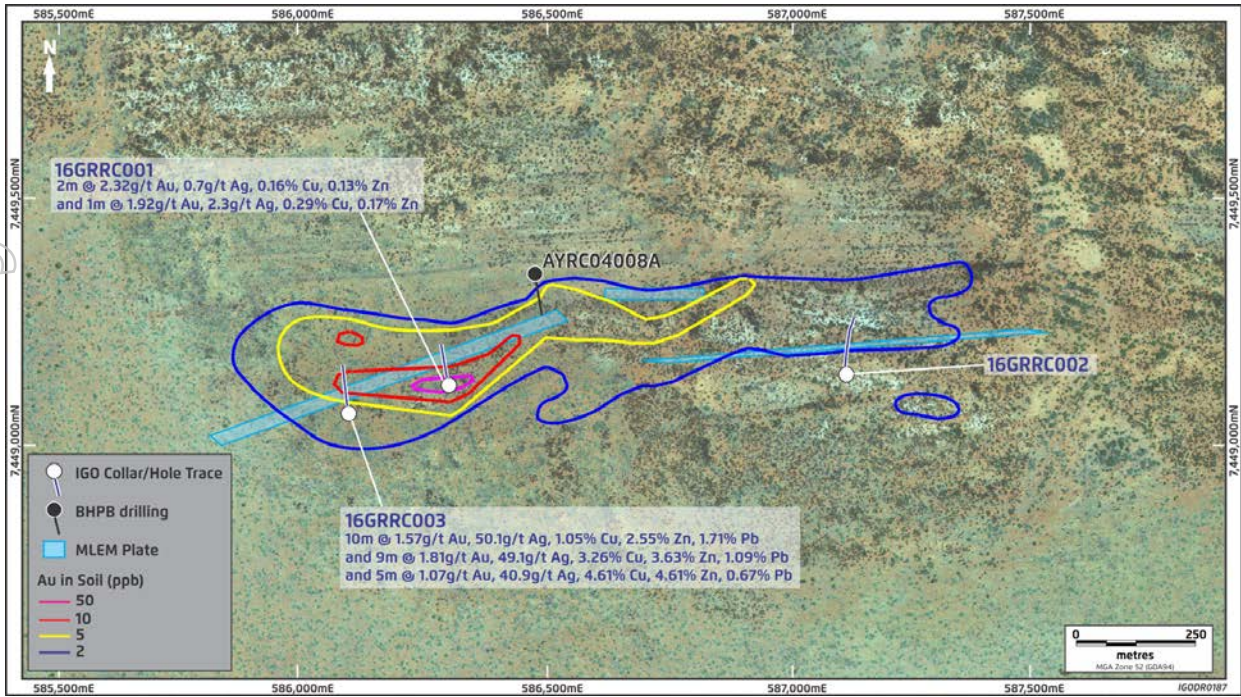 585,500mE 586,000mE 586,500mE 587,000mE 587,500mE
N
7,449,500mN 7,449,500mN
16GRRC001
2m @ 2.32g/t Au, 0.7g/t Ag, 0.16% Cu, 0.13% Zn
and 1m @ 1.92g/t Au, 2.3g/t Ag, 0.29% Cu, 0.17% Zn
AYRC04008A
16GRRC002
7,449,000mN 7,449,000mN
16GRRC003
10m @ 1.57g/t Au, 50.1g/t Ag, 1.05% Cu, 2.55% Zn, 1.71% Pb
and 9m @ 1.81g/t Au, 49.1g/t Ag, 3.26% Cu, 3.63% Zn, 1.09% Pb
and 5m @ 1.07g/t Au, 40.9g/t Ag, 4.61% Cu, 4.61% Zn, 0.67% Pb
IGO Collar/Hole Trace
BHPB drilling
MLEM Plate
Au in Soil (ppb)
50
10
5
2
0 250
metres
MGA Zone 52 (GDA94)
585,500mE 586,000mE 586,500mE 587,000mE 587,500mE
IGODR0187